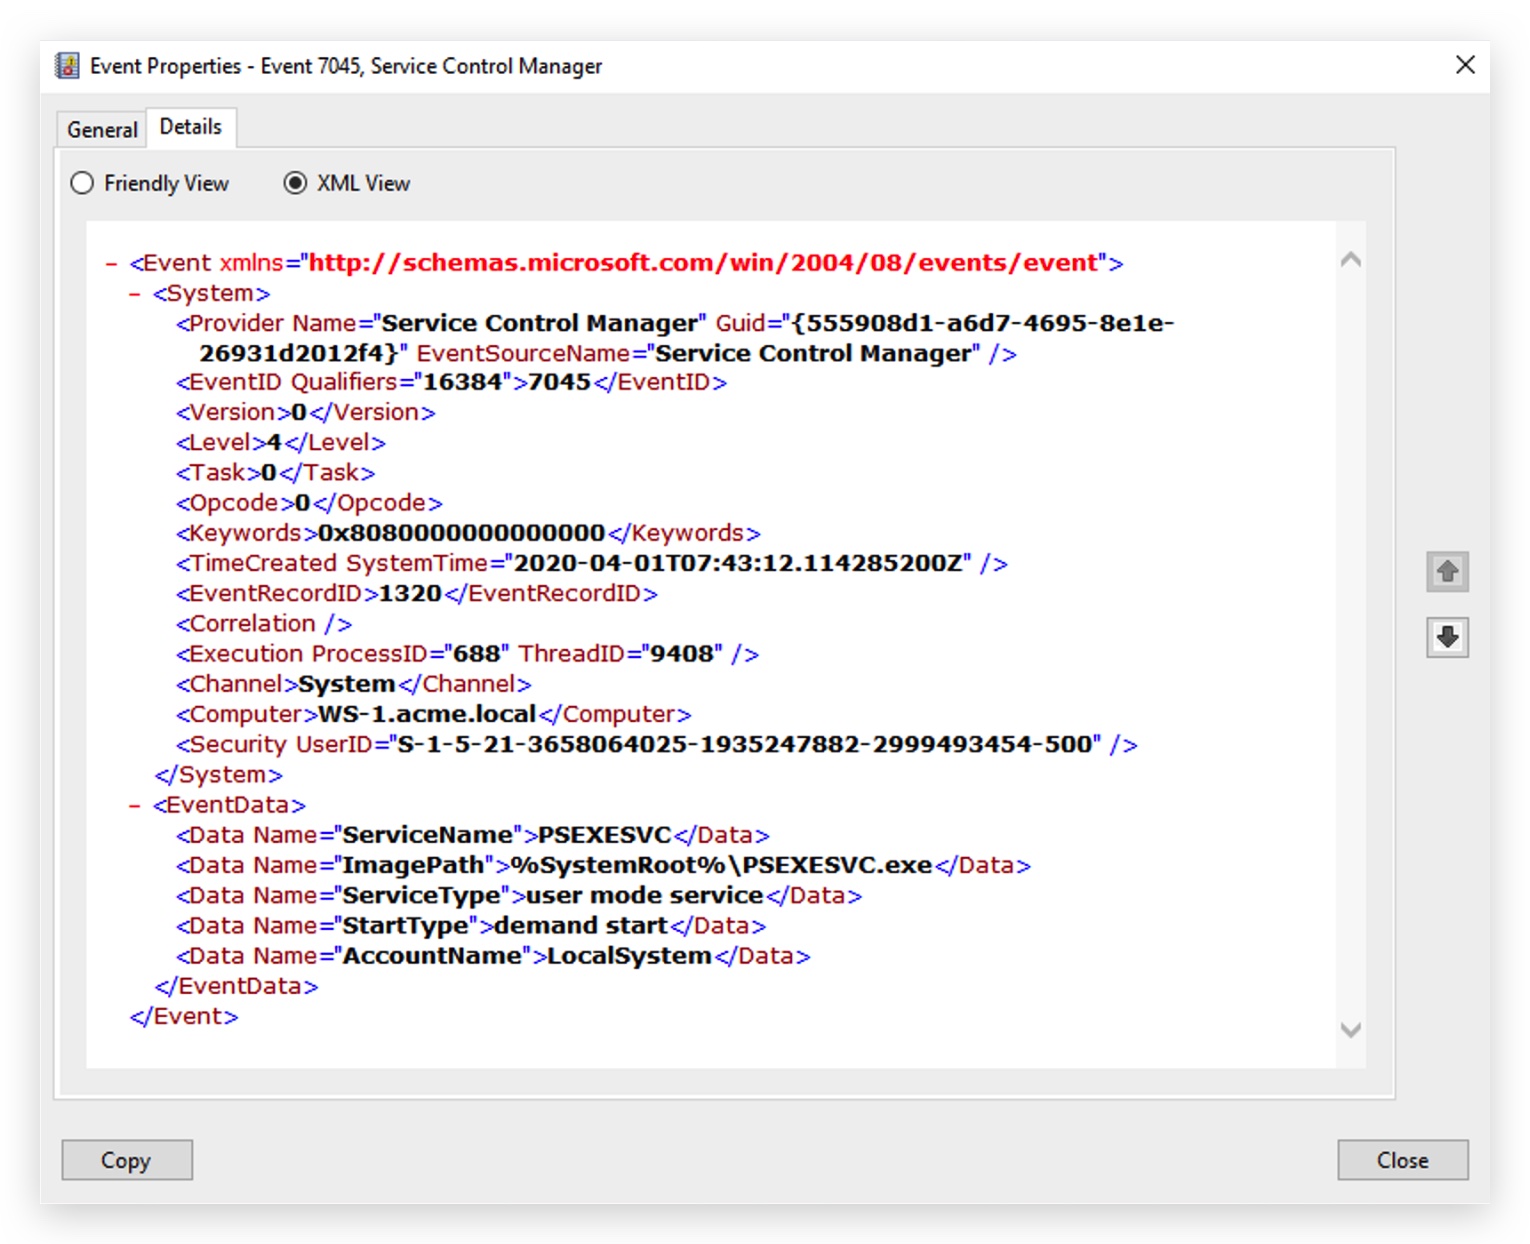 Event Properties - Event 7045, Service Control Manager
General
Details
Friendly View
XML View
- <Event xmlns="http://schemas.microsoft.com/win/2004/08/events/event">
- <System>
<Provider Name="Service Control Manager" Guid="{555908d1-a6d7-4695-8e1e-
26931d2012f4}" EventSourceName="Service Control Manager" />
<EventID Qualifiers="16384">7045</EventID>
<Version>0</Version>
<Level>4</Level>
<Task>0</Task>
<Opcode>0</Opcode>
<Keywords>0x8080000000000000</Keywords>
<TimeCreated SystemTime="2020-04-01T07:43:12.114285200Z" />
<EventRecordID>1320</EventRecordID>
<Correlation />
<Execution ProcessID="688" ThreadID="9408" />
<Channel>System</Channel>
<Computer>WS-1.acme.local</Computer>
<Security UserID="S-1-5-21-3658064025-1935247882-2999493454-500" />
</System>
- <EventData>
<Data Name="ServiceName">PSEXESVC</Data>
<Data Name="ImagePath">%SystemRoot%\PSEXESVC.exe</Data>
<Data Name="ServiceType">user mode service</Data>
<Data Name="StartType">demand start</Data>
<Data Name="AccountName">LocalSystem</Data>
</EventData>
</Event>
Copy
Close